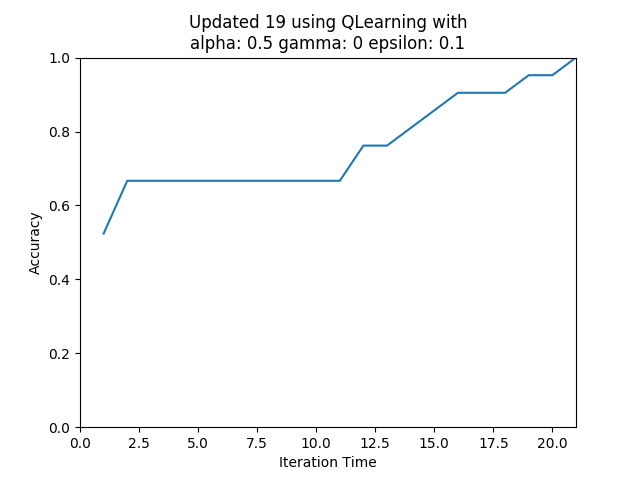 Updated 19 using QLearning with
alpha: 0.5 gamma: 0 epsilon: 0.1
1.0
0.8
0.6
0.4
0.2
0.0
Accuracy
0.0 2.5 5.0 7.5 10.0 12.5 15.0 17.5 20.0
Iteration Time